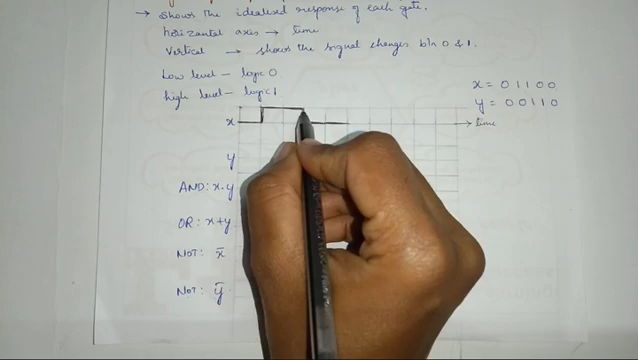 → shows the idealised response of each gate.
horizontal axis → time
vertical → shows the signal changes b/n 0 & 1.
Low level – logic 0
high level – logic 1
x = 0 1 1 0 0
y = 0 0 1 1 0
x
time
y
AND: x.y
OR: x+y
NOT: x̅
NOT: y̅